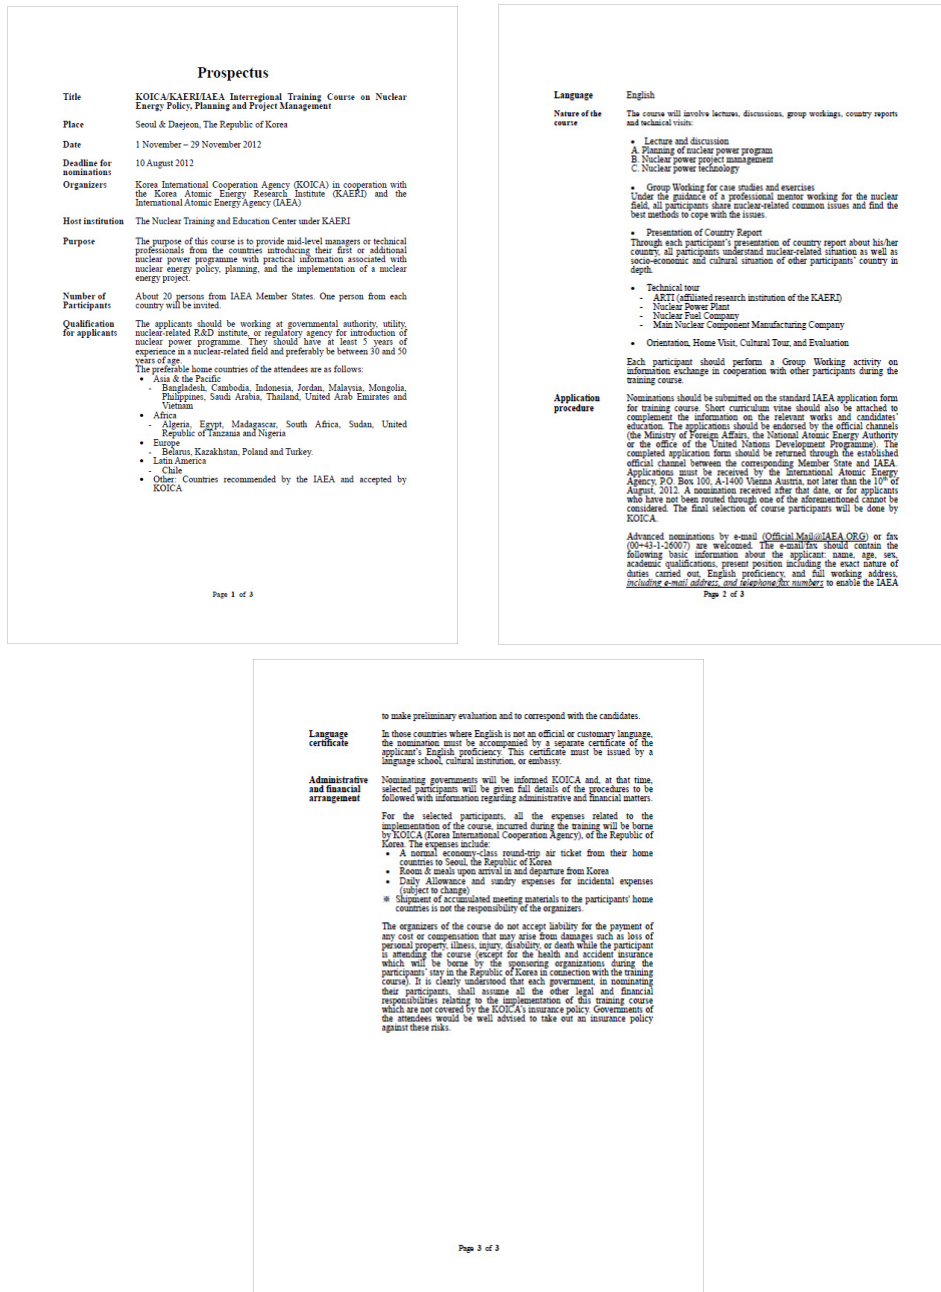 Prospectus
Title
KOICA/KAERI/IAEA Interregional Training Course on Nuclear
Energy Policy, Planning and Project Management
Place
Seoul & Daejeon, The Republic of Korea
Date
1 November – 29 November 2012
Deadline for
nominations
10 August 2012
Organizers
Korea International Cooperation Agency (KOICA) in cooperation with
the Korea Atomic Energy Research Institute (KAERI) and the
International Atomic Energy Agency (IAEA)
Host institution
The Nuclear Training and Education Center under KAERI
Purpose
The purpose of this course is to provide mid-level managers or technical
professionals from the countries introducing their first or additional
nuclear power programme with practical information associated with
nuclear energy policy, planning, and the implementation of a nuclear
energy project.
Number of
Participants
About 20 persons from IAEA Member States. One person from each
country will be invited.
Qualification
for applicants
The applicants should be working at governmental authority, utility,
nuclear-related R&D institute, or regulatory agency for introduction of
nuclear power programme. They should have at least 5 years of
experience in a nuclear-related field and preferably be between 30 and 50
years of age.
The preferable home countries of the attendees are as follows:
• Asia & the Pacific
- Bangladesh, Cambodia, Indonesia, Jordan, Malaysia, Mongolia,
Philippines, Saudi Arabia, Thailand, United Arab Emirates and
Vietnam
• Africa
- Algeria, Egypt, Madagascar, South Africa, Sudan, United
Republic of Tanzania and Nigeria
• Europe
- Belarus, Kazakhstan, Poland and Turkey.
• Latin America
- Chile
• Other: Countries recommended by the IAEA and accepted by
KOICA
Page 1 of 3
Language
English
Nature of the
course
The course will involve lectures, discussions, group workings, country reports
and technical visits:
• Lecture and discussion
A. Planning of nuclear power program
B. Nuclear power project management
C. Nuclear power technology
• Group Working for case studies and exercises
Under the guidance of a professional mentor working for the nuclear
field, all participants share nuclear-related common issues and find the
best methods to cope with the issues.
• Presentation of Country Report
Through each participant's presentation of country report about his/her
country, all participants understand nuclear-related situation as well as
socio-economic and cultural situation of other participants' country in
depth.
• Technical tour
- ARTI (affiliated research institution of the KAERI)
- Nuclear Power Plant
- Nuclear Fuel Company
- Main Nuclear Component Manufacturing Company
• Orientation, Home Visit, Cultural Tour, and Evaluation
Each participant should perform a Group Working activity on
information exchange in cooperation with other participants during the
training course.
Application
procedure
Nominations should be submitted on the standard IAEA application form
for training course. Short curriculum vitae should also be attached to
complement the information on the relevant works and candidates'
education. The applications should be endorsed by the official channels
(the Ministry of Foreign Affairs, the National Atomic Energy Authority
or the office of the United Nations Development Programme). The
completed application form should be returned through the established
official channel between the corresponding Member State and IAEA.
Applications must be received by the International Atomic Energy
Agency, P.O. Box 100, A-1400 Vienna Austria, not later than the 10th of
August, 2012. A nomination received after that date, or for applicants
who have not been routed through one of the aforementioned cannot be
considered. The final selection of course participants will be done by
KOICA.
Advanced nominations by e-mail (Official.Mail@IAEA.ORG) or fax
(00+43-1-26007) are welcomed. The e-mail/fax should contain the
following basic information about the applicant: name, age, sex,
academic qualifications, present position including the exact nature of
duties carried out, English proficiency, and full working address,
including e-mail address, and telephone/fax numbers to enable the IAEA
Page 2 of 3
to make preliminary evaluation and to correspond with the candidates.
Language
certificate
In those countries where English is not an official or customary language,
the nomination must be accompanied by a separate certificate of the
applicant's English proficiency. This certificate must be issued by a
language school, cultural institution, or embassy.
Administrative
and financial
arrangement
Nominating governments will be informed KOICA and, at that time,
selected participants will be given full details of the procedures to be
followed with information regarding administrative and financial matters.
For the selected participants, all the expenses related to the
implementation of the course, incurred during the training will be borne
by KOICA (Korea International Cooperation Agency), of the Republic of
Korea. The expenses include:
• A normal economy-class round-trip air ticket from their home
countries to Seoul, the Republic of Korea
• Room & meals upon arrival in and departure from Korea
• Daily Allowance and sundry expenses for incidental expenses
(subject to change)
※ Shipment of accumulated meeting materials to the participants' home
countries is not the responsibility of the organizers.
The organizers of the course do not accept liability for the payment of
any cost or compensation that may arise from damages such as loss of
personal property, illness, injury, disability, or death while the participant
is attending the course (except for the health and accident insurance
which will be borne by the sponsoring organizations during the
participants' stay in the Republic of Korea in connection with the training
course). It is clearly understood that each government, in nominating
their participants, shall assume all the other legal and financial
responsibilities relating to the implementation of this training course
which are not covered by the KOICA's insurance policy. Governments of
the attendees would be well advised to take out an insurance policy
against these risks.
Page 3 of 3